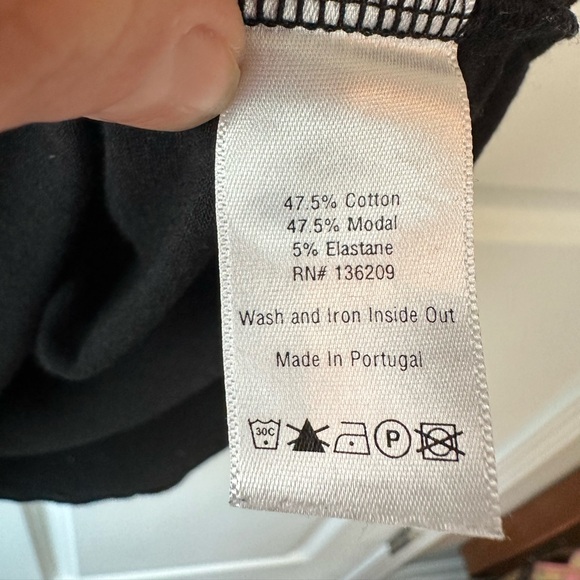 47.5% Cotton
47.5% Modal
5% Elastane
RN# 136209
Wash and Iron Inside Out
Made In Portugal
30C
P